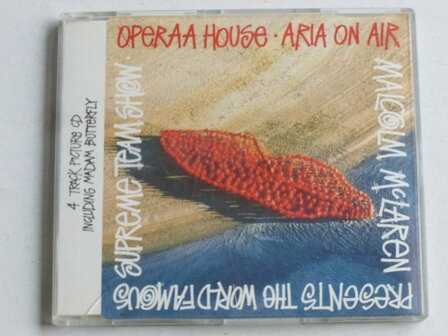 OPERAA HOUSE · ARIA ON AIR
MALCOLM McLAREN
PRESENTS THE WORLD FAMOUS
SUPREME TEAM SHOW ·
4 TRACK PICTURE CD
INCLUDING MADAM BUTTERFLY